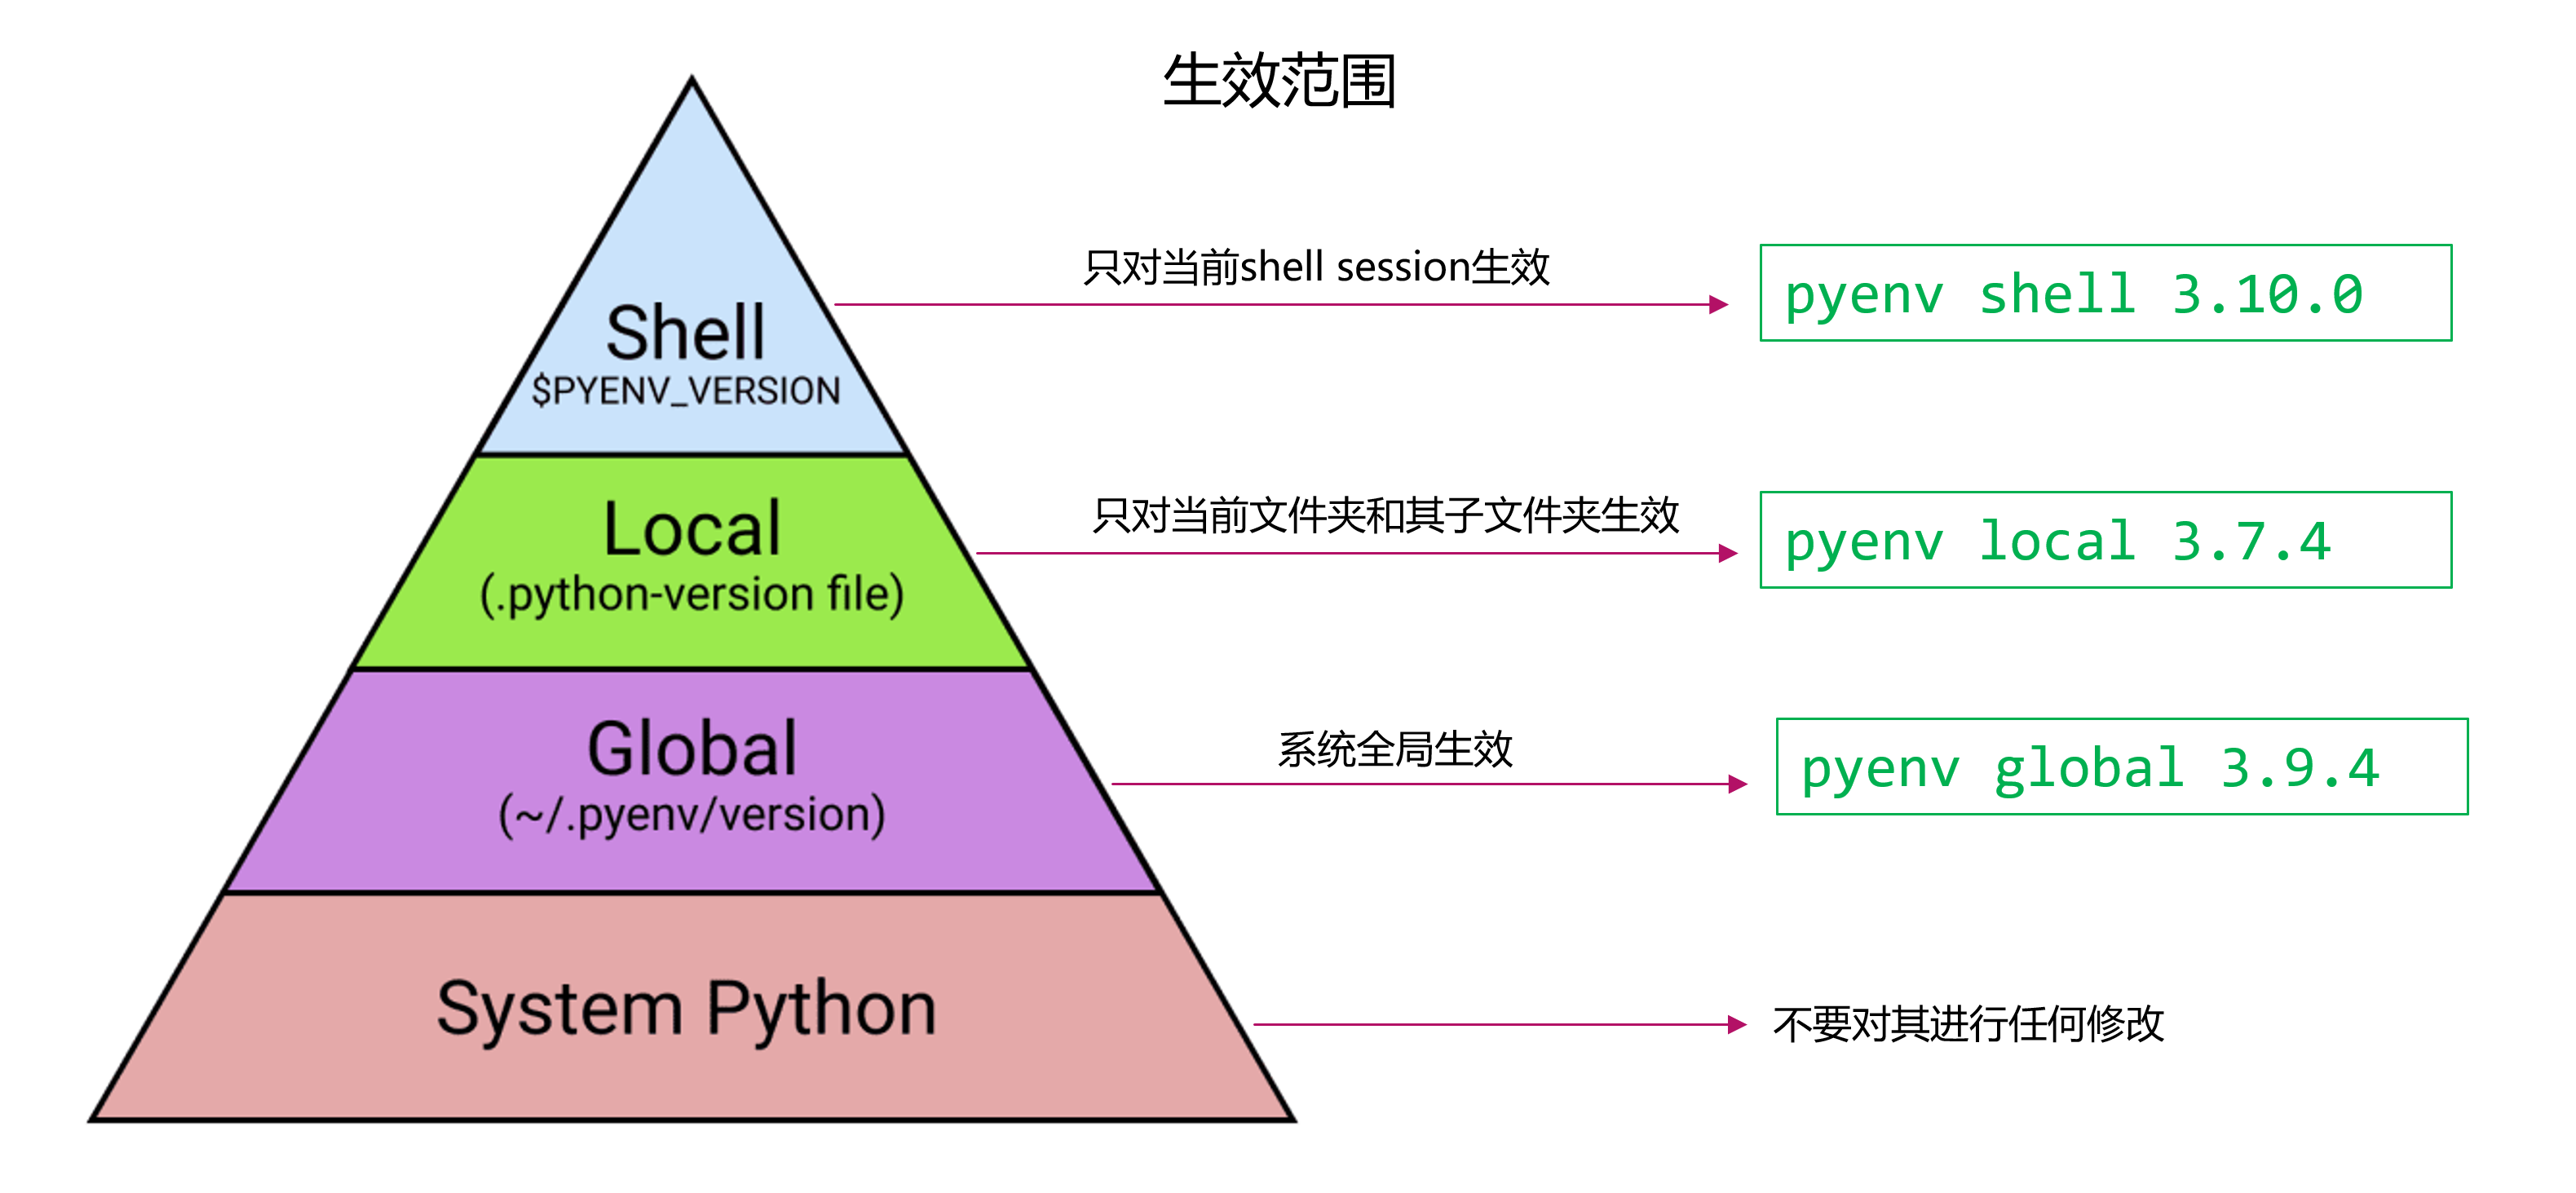 生效范围
Shell
$PYENV_VERSION
只对当前shell session生效
pyenv shell 3.10.0
Local
(.python-version file)
只对当前文件夹和其子文件夹生效
pyenv local 3.7.4
Global
(~/.pyenv/version)
系统全局生效
pyenv global 3.9.4
System Python
不要对其进行任何修改